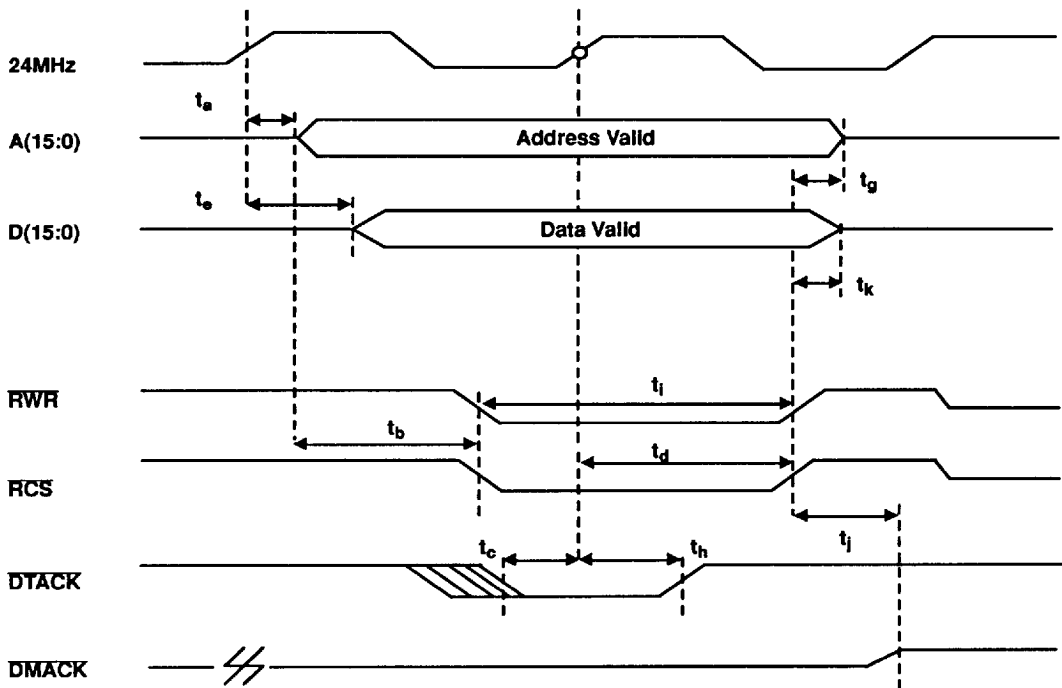 24MHz
ta
A(15:0)
Address Valid
tg
te
D(15:0)
Data Valid
tk
RWR
ti
tb
td
RCS
tj
tc
th
DTACK
DMACK